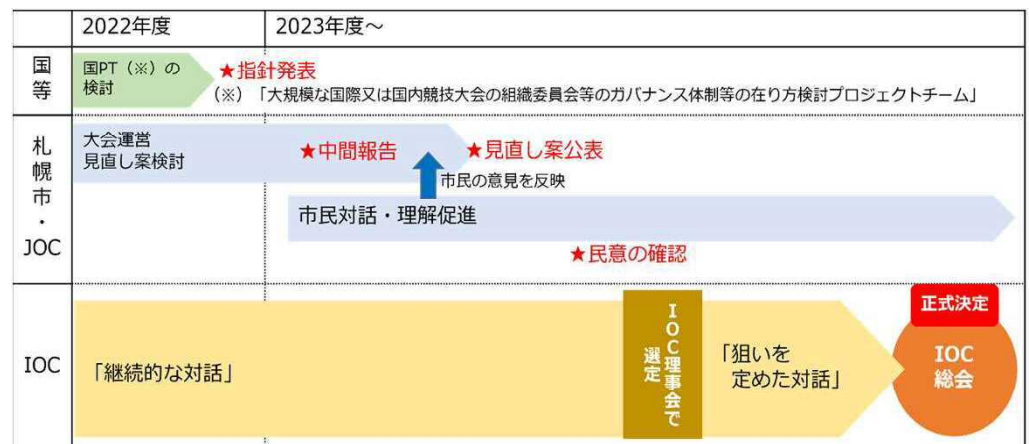 2022年度
2023年度～
国等
国PT（※）の
検討
★指針発表
（※）「大規模な国際又は国内競技大会の組織委員会等のガバナンス体制等の在り方検討プロジェクトチーム」
札幌市・JOC
大会運営
見直し案検討
★中間報告
★見直し案公表
市民の意見を反映
市民対話・理解促進
★民意の確認
IOC
「継続的な対話」
IOC理事会で
選定
「狙いを
定めた対話」
正式決定
IOC
総会